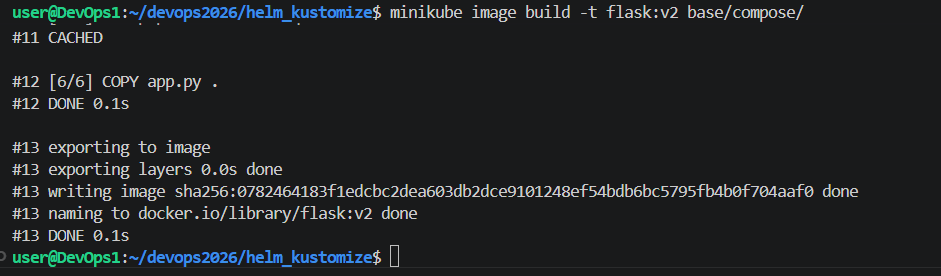 user@DevOps1:~/devops2026/helm_kustomize$ minikube image build -t flask:v2 base/compose/
#11 CACHED
#12 [6/6] COPY app.py .
#12 DONE 0.1s
#13 exporting to image
#13 exporting layers 0.0s done
#13 writing image sha256:0782464183f1edcbc2dea603db2dce9101248ef54bdb6bc5795fb4b0f704aaf0 done
#13 naming to docker.io/library/flask:v2 done
#13 DONE 0.1s
user@DevOps1:~/devops2026/helm_kustomize$